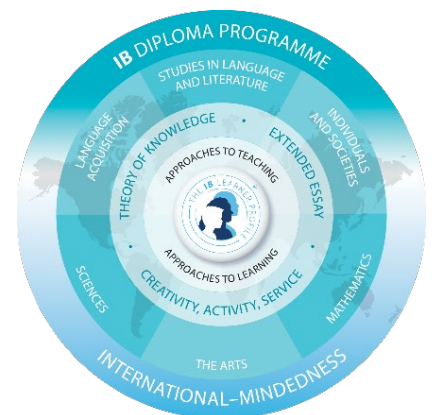 IB DIPLOMA PROGRAMME
STUDIES IN LANGUAGE
AND LITERATURE
LANGUAGE
ACQUISITION
INDIVIDUALS
AND SOCIETIES
THEORY OF KNOWLEDGE
•
EXTENDED ESSAY
APPROACHES TO TEACHING
THE IB LEARNER PROFILE
APPROACHES TO LEARNING
•
CREATIVITY, ACTIVITY, SERVICE
•
SCIENCES
MATHEMATICS
THE ARTS
INTERNATIONAL–MINDEDNESS